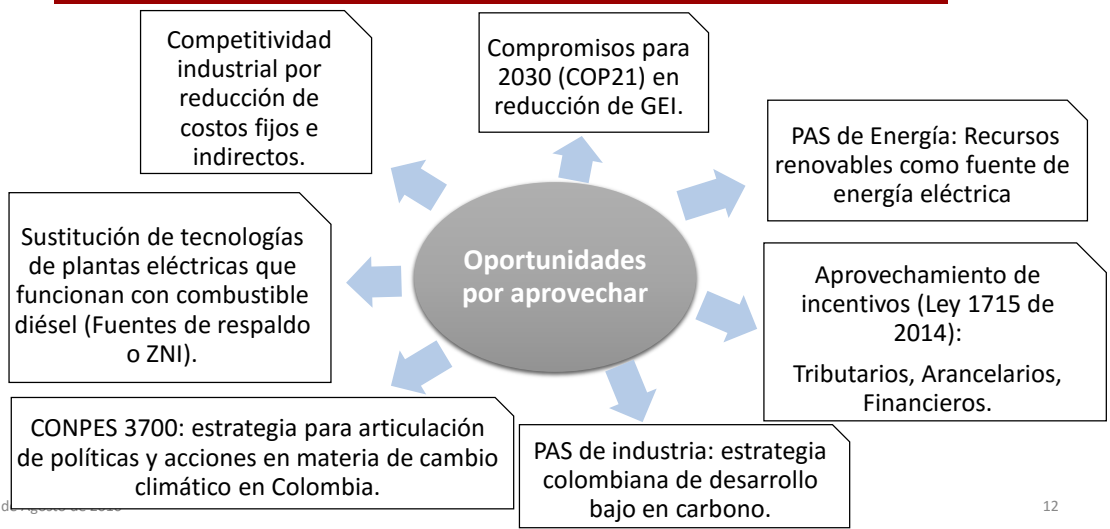 Competitividad
industrial por
reducción de
costos fijos e
indirectos.
Compromisos para
2030 (COP21) en
reducción de GEI.
PAS de Energía: Recursos
renovables como fuente de
energía eléctrica
Sustitución de tecnologías
de plantas eléctricas que
funcionan con combustible
diésel (Fuentes de respaldo
o ZNI).
Oportunidades
por aprovechar
Aprovechamiento de
incentivos (Ley 1715 de
2014):
Tributarios, Arancelarios,
Financieros.
CONPES 3700: estrategia para articulación
de políticas y acciones en materia de cambio
climático en Colombia.
PAS de industria: estrategia
colombiana de desarrollo
bajo en carbono.
12